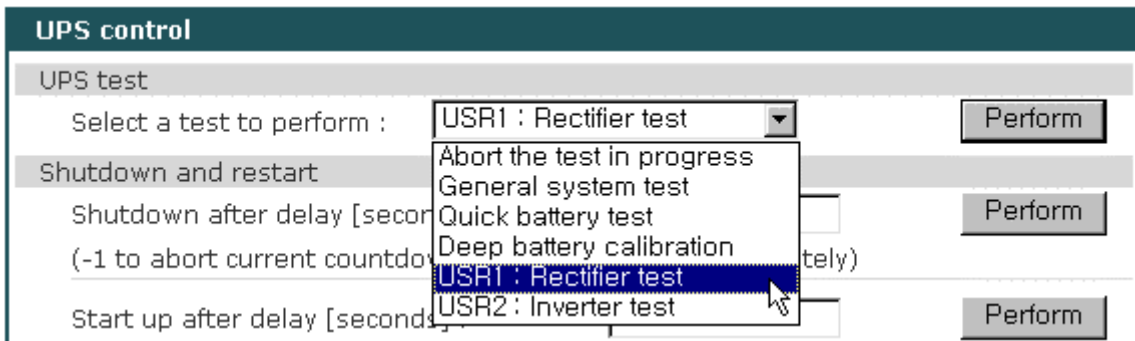 UPS control
UPS test
Select a test to perform : USR1 : Rectifier test Perform
Abort the test in progress
Shutdown and restart
General system test
Shutdown after delay [secon Quick battery test Perform
Deep battery calibration
(-1 to abort current countdo tely)
USR1 : Rectifier test
USR2 : Inverter test
Start up after delay [seconds] : Perform